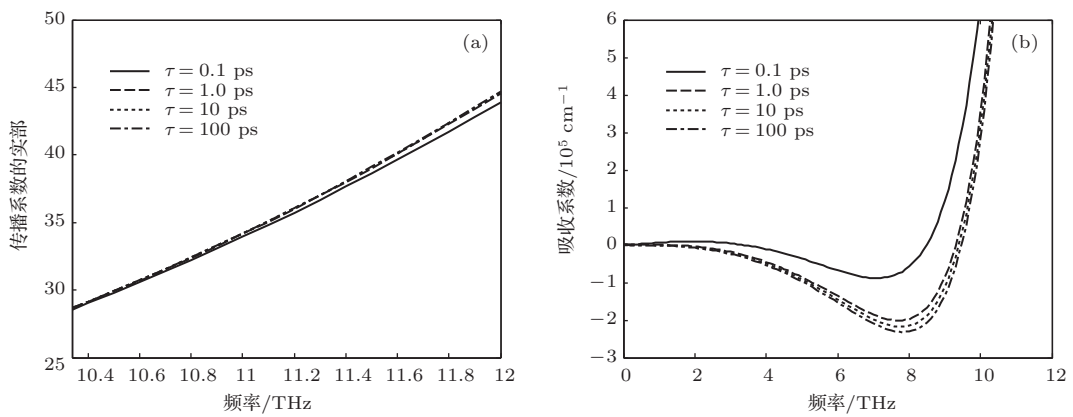 50
45
40
35
30
25
传播系数的实部
(a)
τ = 0.1 ps
τ = 1.0 ps
τ = 10 ps
τ = 100 ps
10.4 10.6 10.8 11 11.2 11.4 11.6 11.8 12
频率/THz
6
5
4
3
2
1
0
−1
−2
−3
吸收系数/10⁵ cm⁻¹
(b)
τ = 0.1 ps
τ = 1.0 ps
τ = 10 ps
τ = 100 ps
0 2 4 6 8 10 12
频率/THz